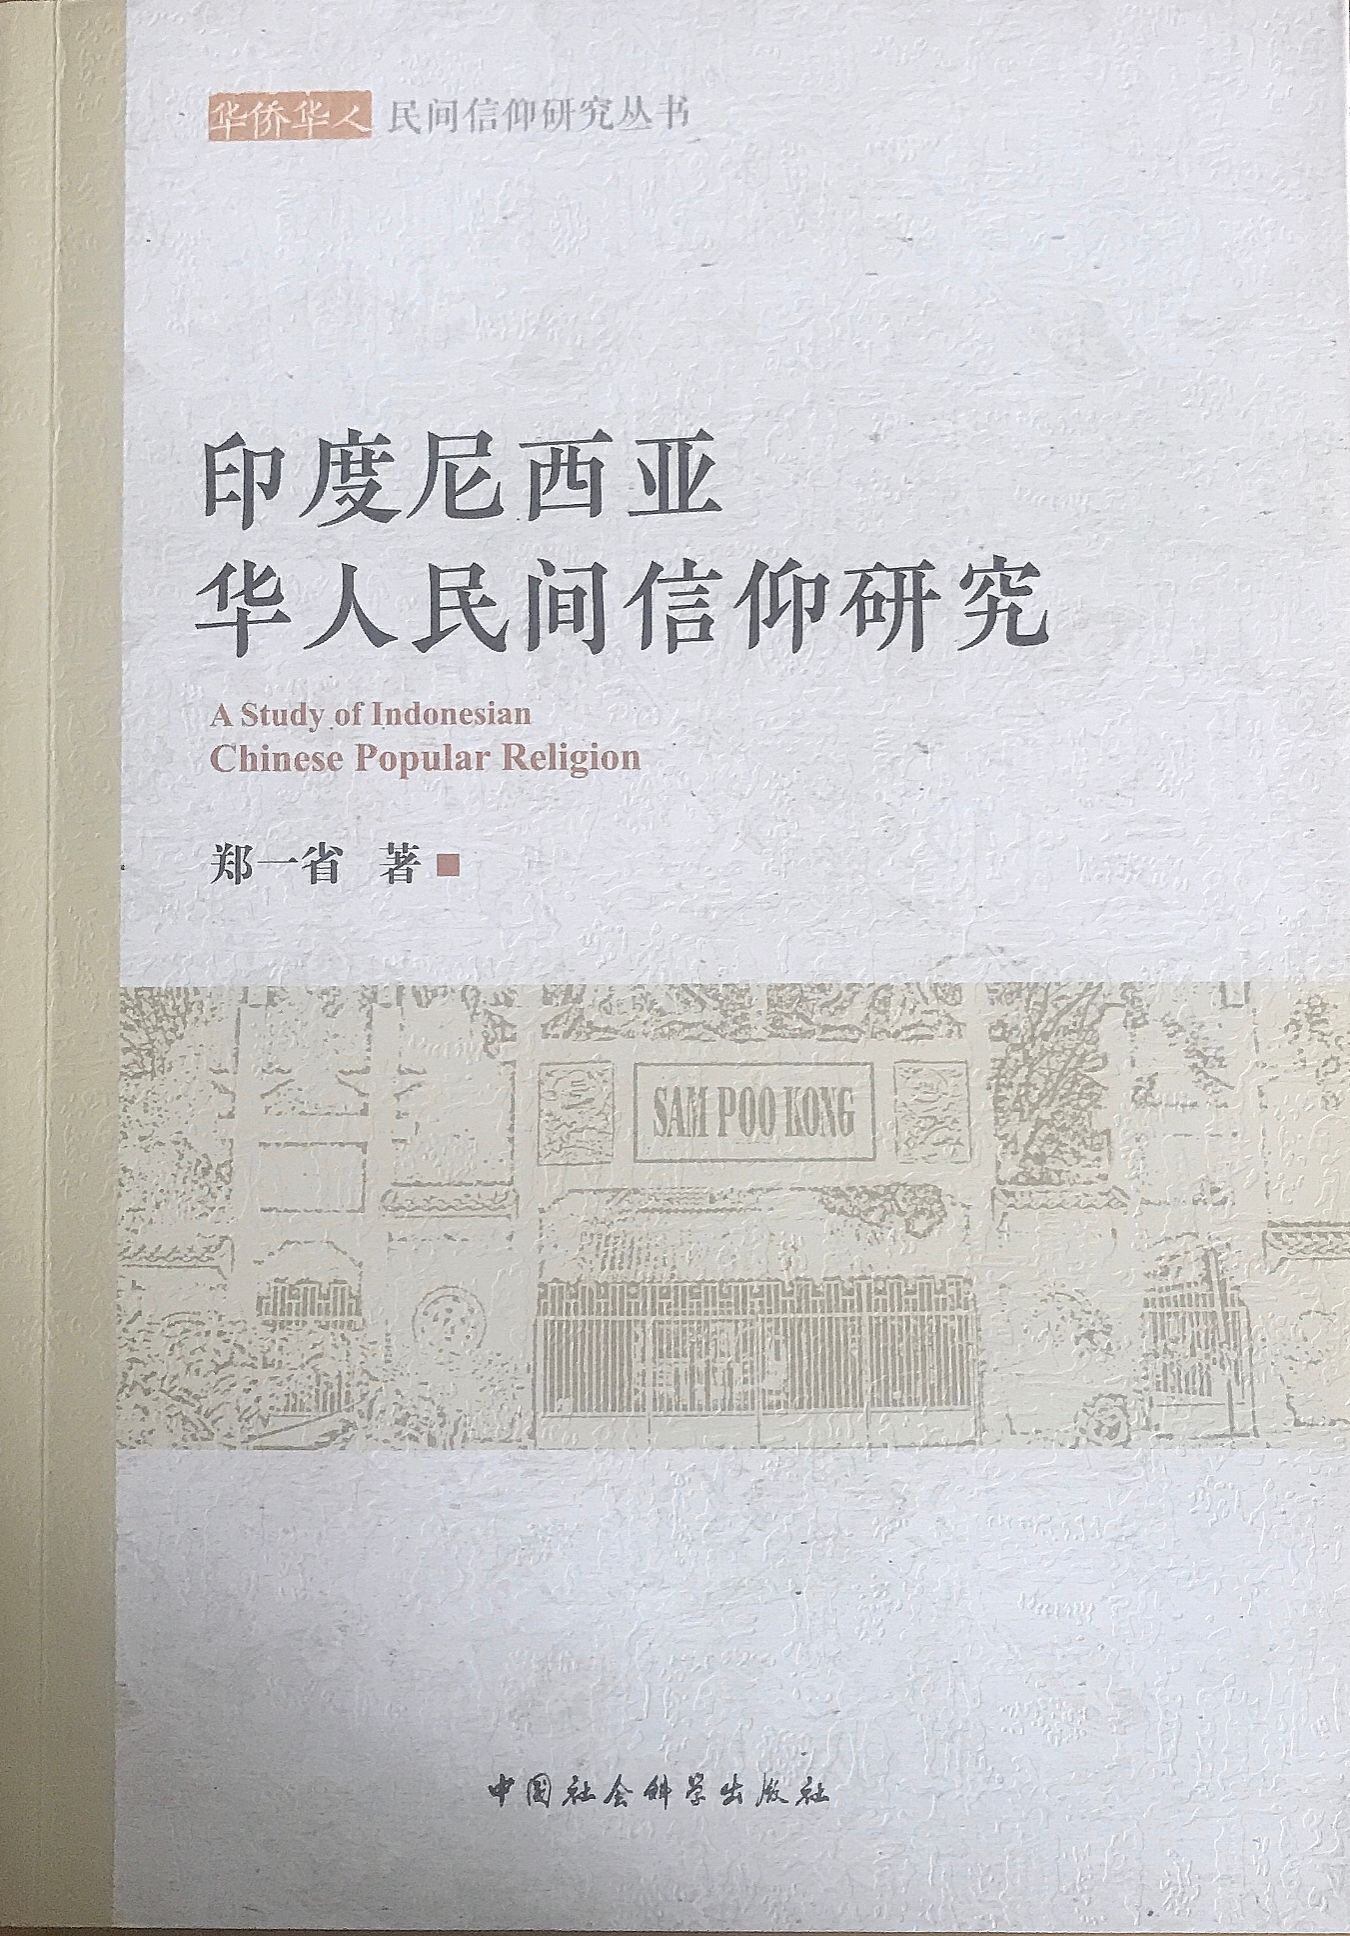 华侨华人 民间信仰研究丛书
印度尼西亚
华人民间信仰研究
A Study of Indonesian
Chinese Popular Religion
郑一省 著
SAM POO KONG
中国社会科学出版社